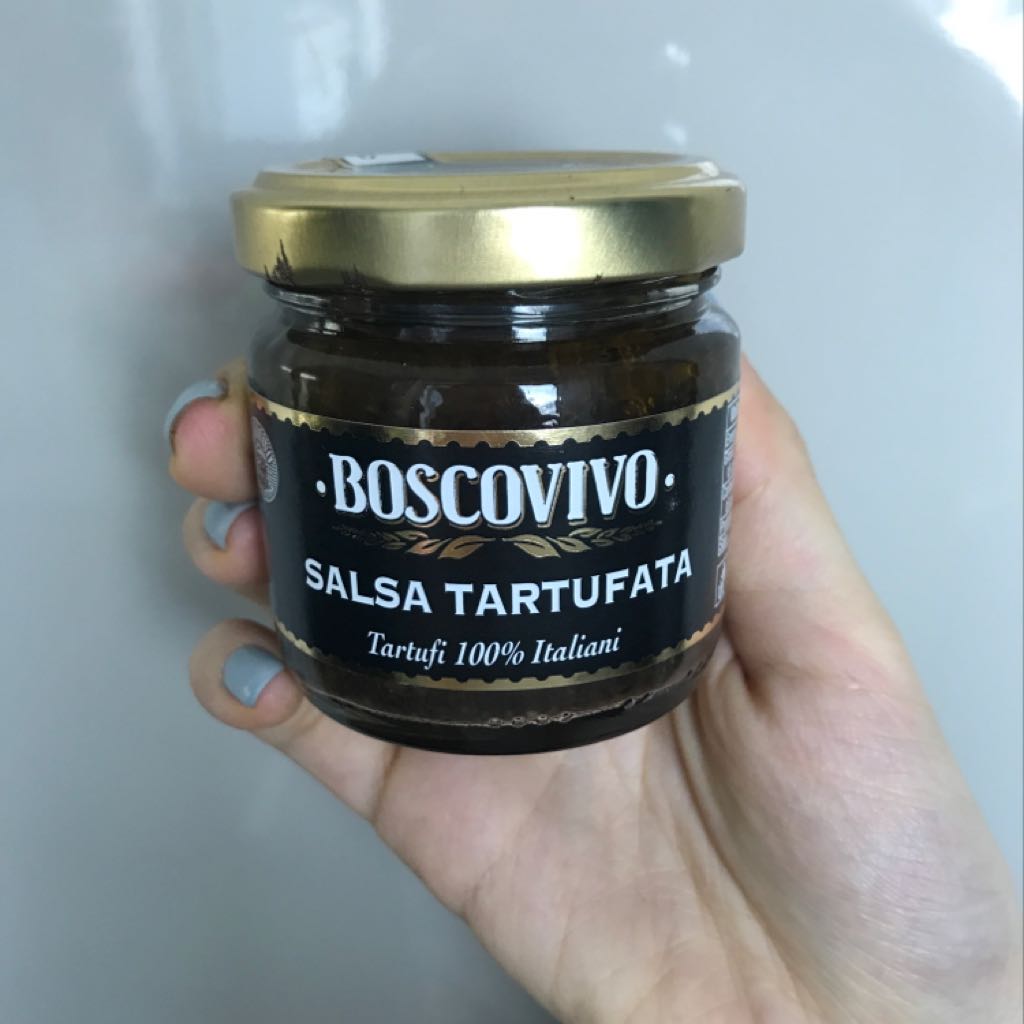 ·BOSCOVIVO·
SALSA TARTUFATA
Tartufi 100% Italiani